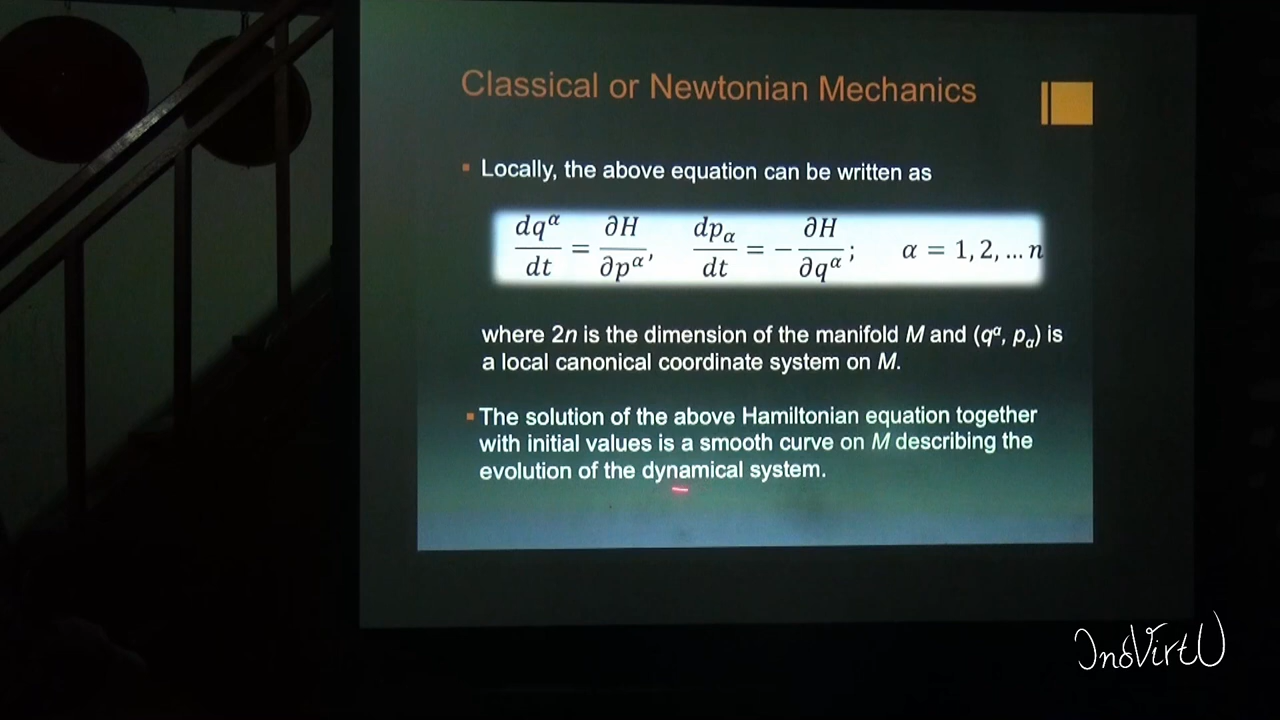 Classical or Newtonian Mechanics
▪ Locally, the above equation can be written as
dq^α/dt = ∂H/∂p^α, dp_α/dt = −∂H/∂q^α; α = 1, 2, … n
where 2n is the dimension of the manifold M and (q^α, p_α) is
a local canonical coordinate system on M.
▪ The solution of the above Hamiltonian equation together
with initial values is a smooth curve on M describing the
evolution of the dynamical system.
InoVirtU